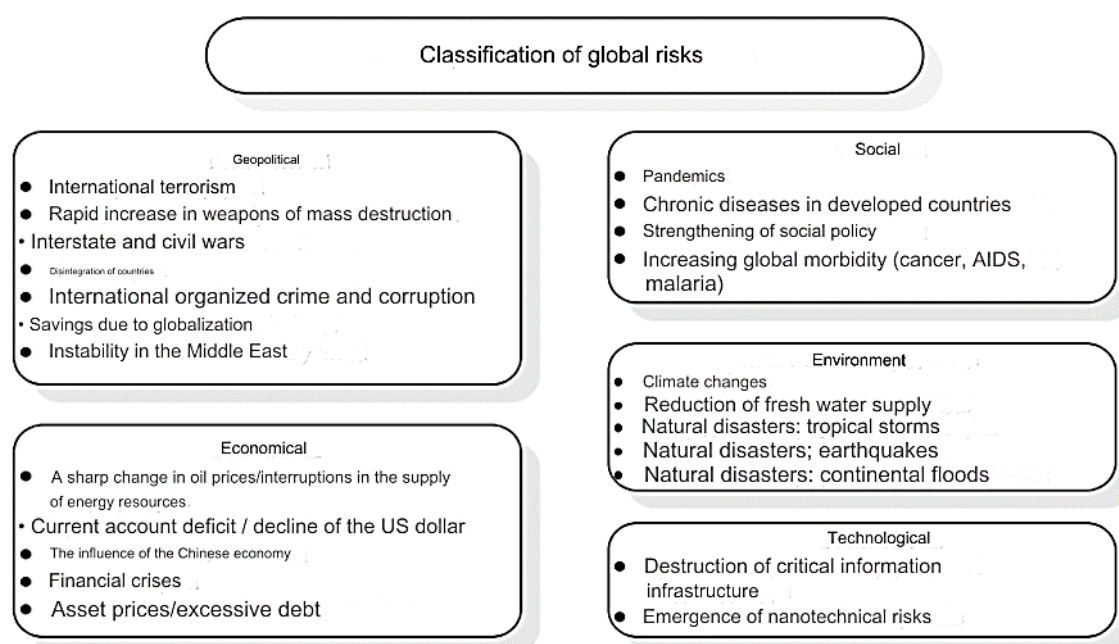 Classification of global risks
Geopolitical
● International terrorism
● Rapid increase in weapons of mass destruction
• Interstate and civil wars
● Disintegration of countries
● International organized crime and corruption
• Savings due to globalization
● Instability in the Middle East
Economical
● A sharp change in oil prices/interruptions in the supply
of energy resources
• Current account deficit / decline of the US dollar
● The influence of the Chinese economy
● Financial crises
● Asset prices/excessive debt
Social
● Pandemics
● Chronic diseases in developed countries
● Strengthening of social policy
● Increasing global morbidity (cancer, AIDS,
malaria)
Environment
● Climate changes
● Reduction of fresh water supply
● Natural disasters: tropical storms
● Natural disasters; earthquakes
● Natural disasters: continental floods
Technological
● Destruction of critical information
infrastructure
● Emergence of nanotechnical risks